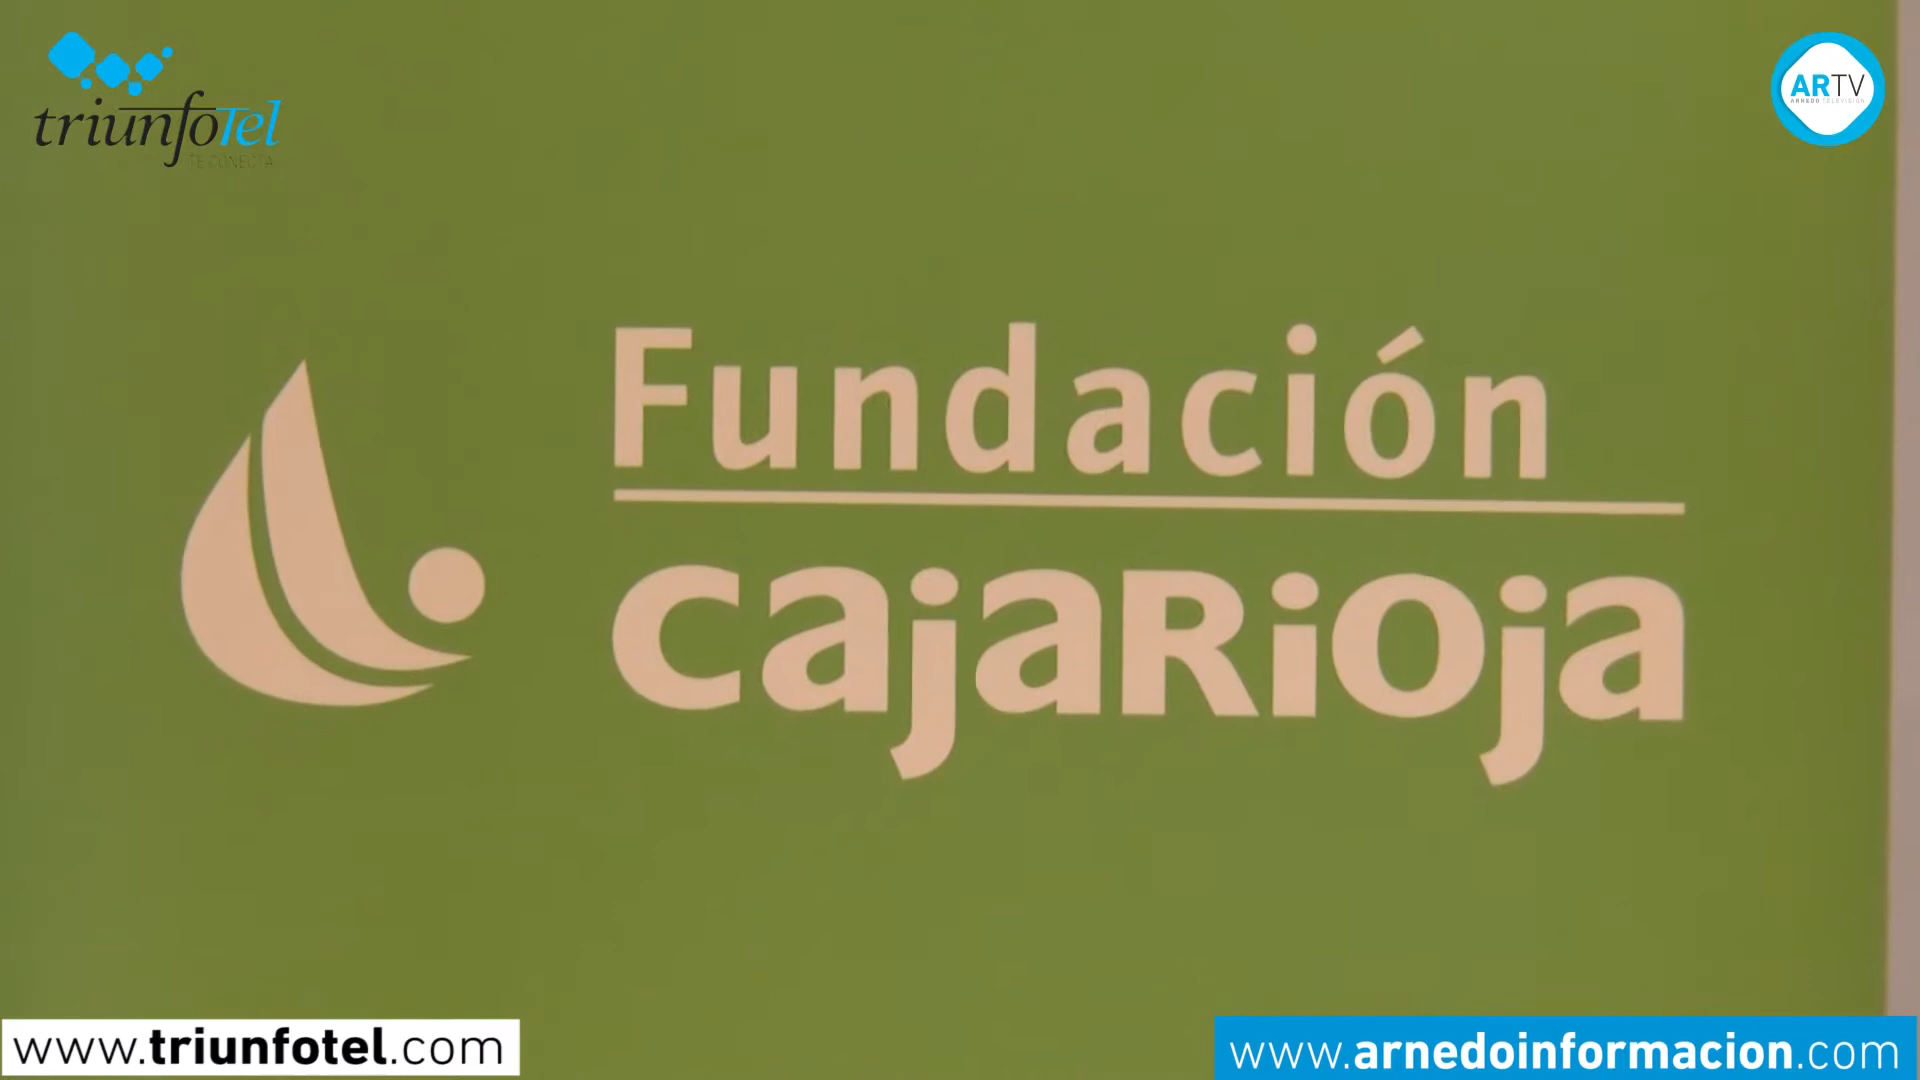 triunfoTel
TE CONECTA
ARTV
ARNEDO TELEVISIÓN
Fundación
cajaRioja
www.triunfotel.com
www.arnedoinformacion.com